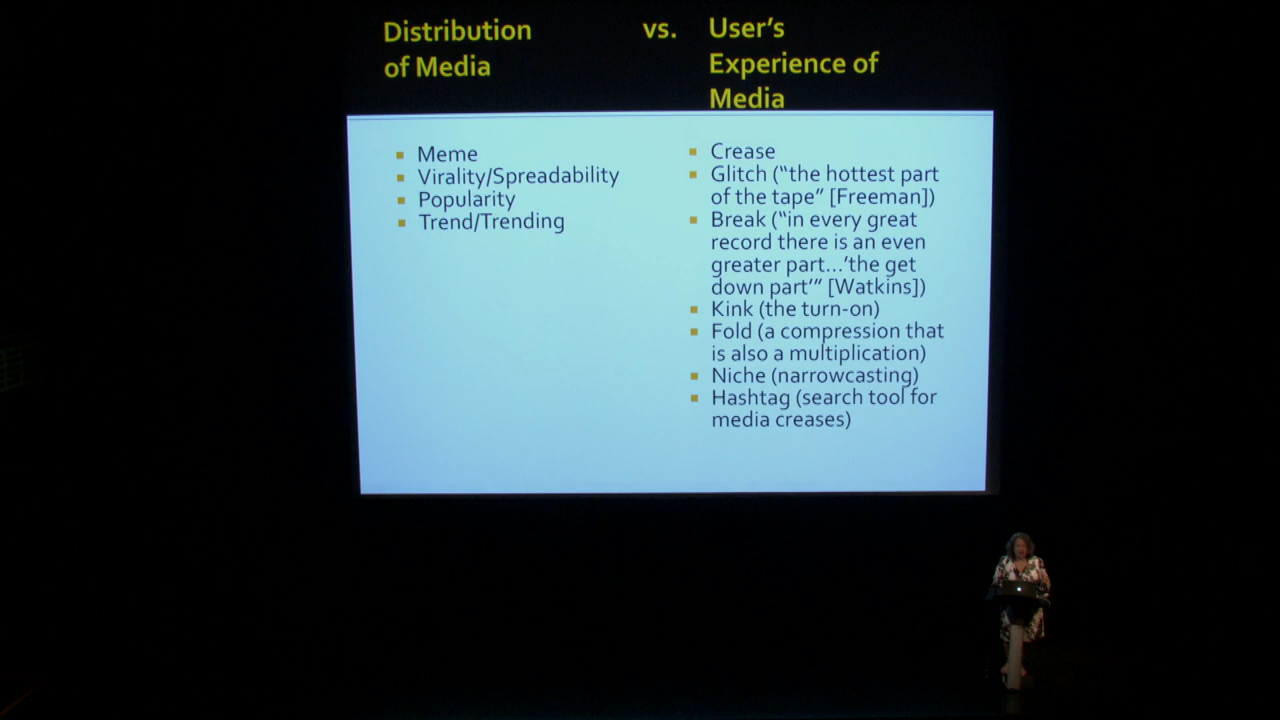 Distribution
of Media
vs.
User's
Experience of
Media
Meme
Virality/Spreadability
Popularity
Trend/Trending
Crease
Glitch (“the hottest part
of the tape” [Freeman])
Break (“in every great
record there is an even
greater part...‘the get
down part’” [Watkins])
Kink (the turn-on)
Fold (a compression that
is also a multiplication)
Niche (narrowcasting)
Hashtag (search tool for
media creases)